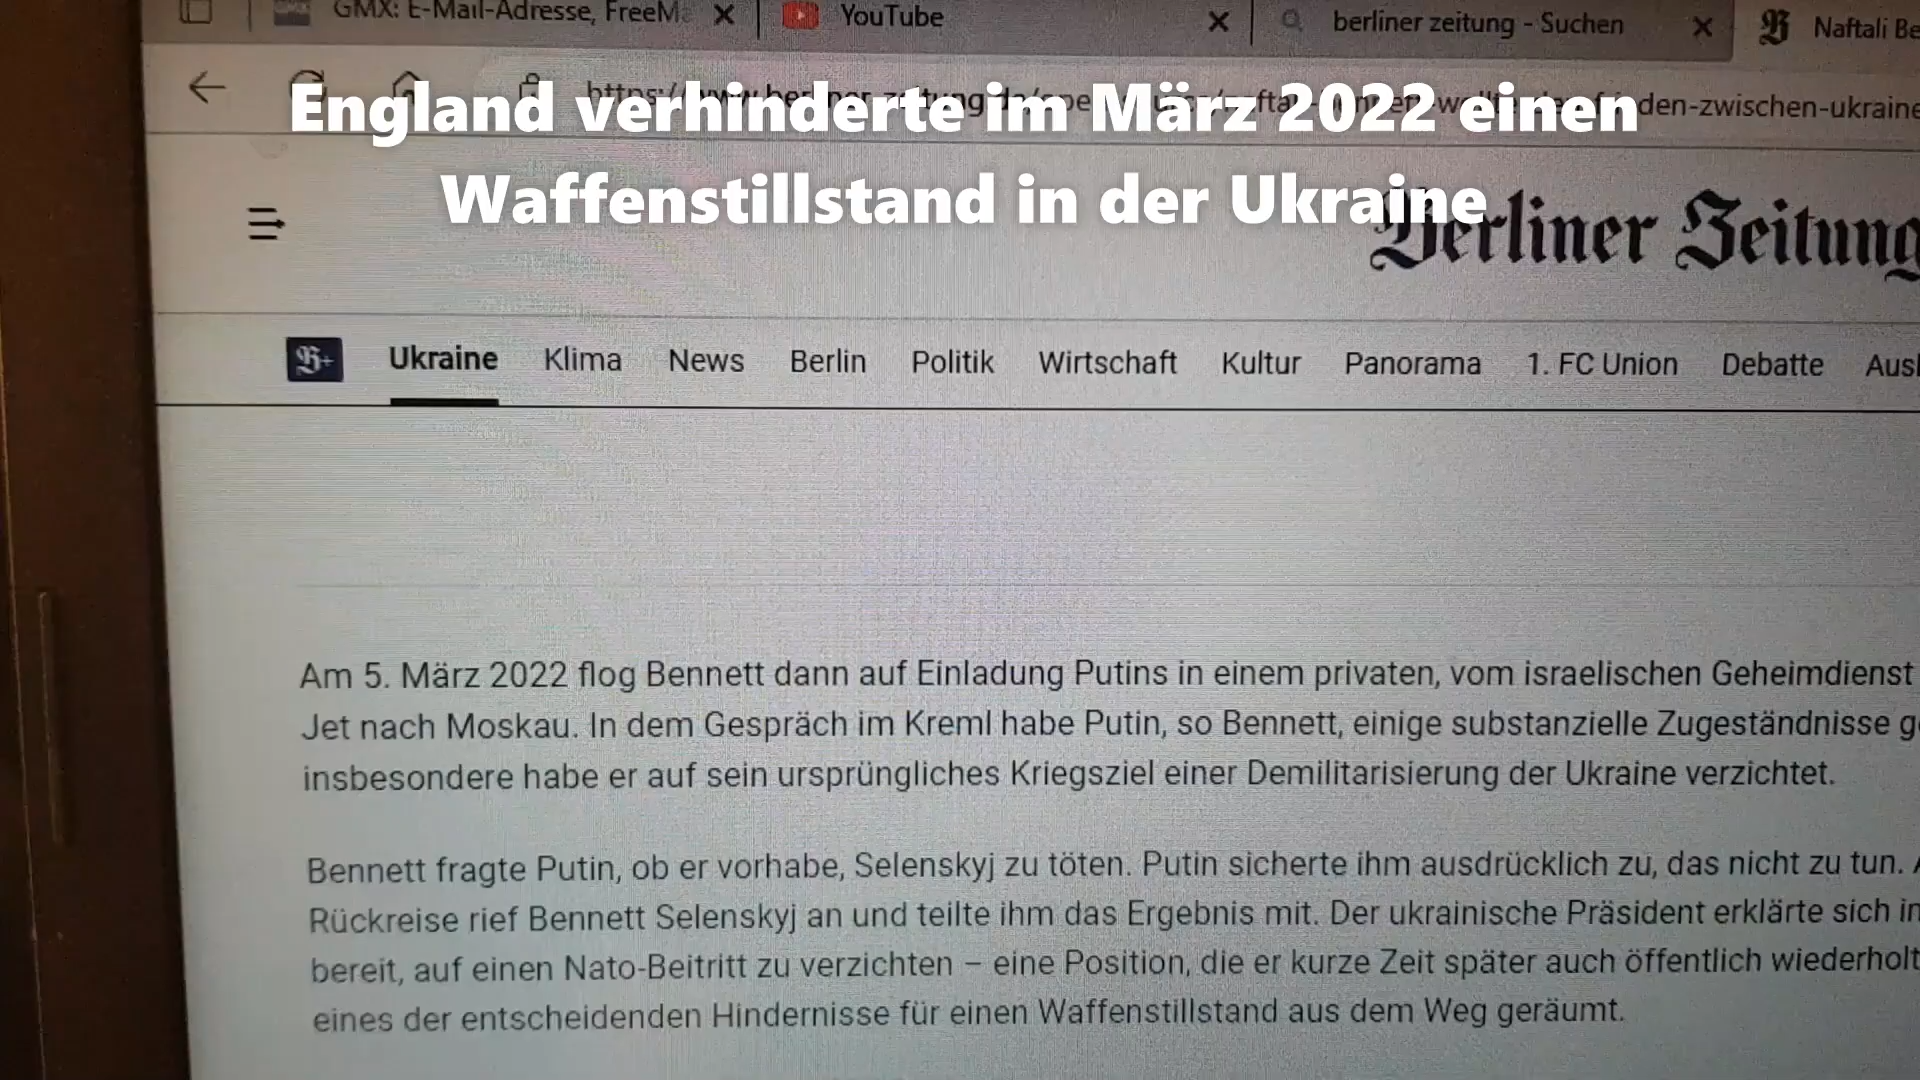 GMX: E-Mail-Adresse, FreeMa
YouTube
berliner zeitung - Suchen
Naftali Be
England verhinderte im März 2022 einen
Waffenstillstand in der Ukraine
den-zwischen-ukraine
Berliner Zeitung
B+ Ukraine Klima News Berlin Politik Wirtschaft Kultur Panorama 1. FC Union Debatte Ausl
Am 5. März 2022 flog Bennett dann auf Einladung Putins in einem privaten, vom israelischen Geheimdienst
Jet nach Moskau. In dem Gespräch im Kreml habe Putin, so Bennett, einige substanzielle Zugeständnisse g
insbesondere habe er auf sein ursprüngliches Kriegsziel einer Demilitarisierung der Ukraine verzichtet.
Bennett fragte Putin, ob er vorhabe, Selenskyj zu töten. Putin sicherte ihm ausdrücklich zu, das nicht zu tun. A
Rückreise rief Bennett Selenskyj an und teilte ihm das Ergebnis mit. Der ukrainische Präsident erklärte sich in
bereit, auf einen Nato-Beitritt zu verzichten – eine Position, die er kurze Zeit später auch öffentlich wiederholt
eines der entscheidenden Hindernisse für einen Waffenstillstand aus dem Weg geräumt.